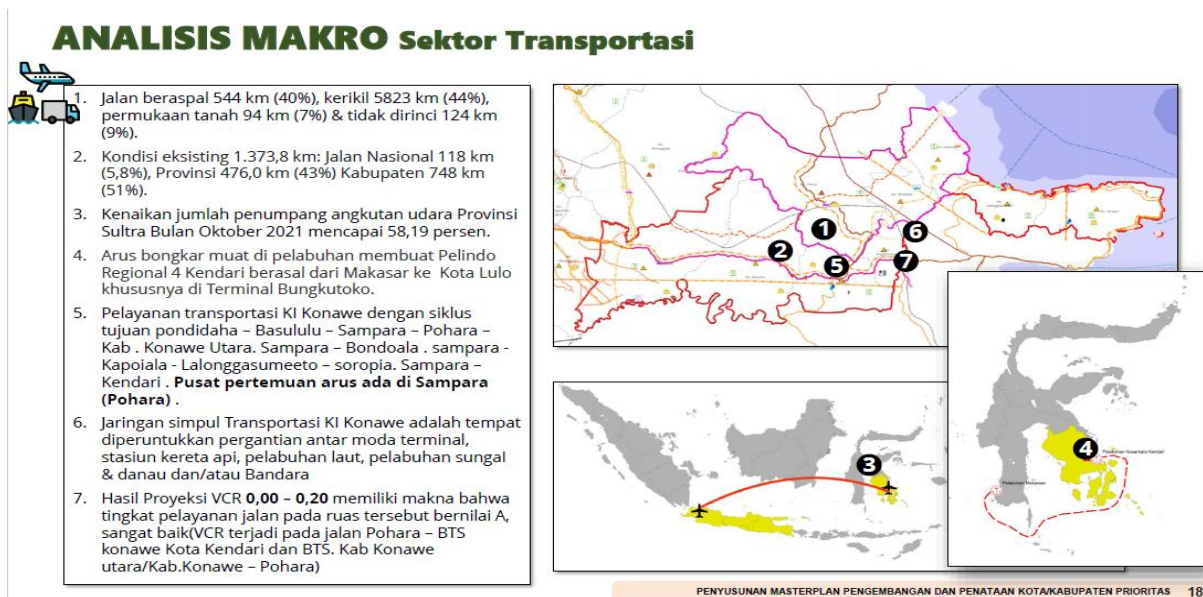 ANALISIS MAKRO Sektor Transportasi
1. Jalan beraspal 544 km (40%), kerikil 5823 km (44%),
permukaan tanah 94 km (7%) & tidak dirinci 124 km
(9%).
2. Kondisi eksisting 1.373,8 km: Jalan Nasional 118 km
(5,8%), Provinsi 476,0 km (43%) Kabupaten 748 km
(51%).
3. Kenaikan jumlah penumpang angkutan udara Provinsi
Sultra Bulan Oktober 2021 mencapai 58,19 persen.
4. Arus bongkar muat di pelabuhan membuat Pelindo
Regional 4 Kendari berasal dari Makasar ke Kota Lulo
khususnya di Terminal Bungkutoko.
5. Pelayanan transportasi KI Konawe dengan siklus
tujuan pondidaha – Basululu – Sampara – Pohara –
Kab . Konawe Utara. Sampara – Bondoala . sampara -
Kapoiala - Lalonggasumeeto – soropia. Sampara –
Kendari . Pusat pertemuan arus ada di Sampara
(Pohara) .
6. Jaringan simpul Transportasi KI Konawe adalah tempat
diperuntukkan pergantian antar moda terminal,
stasiun kereta api, pelabuhan laut, pelabuhan sungal
& danau dan/atau Bandara
7. Hasil Proyeksi VCR 0,00 – 0,20 memiliki makna bahwa
tingkat pelayanan jalan pada ruas tersebut bernilai A,
sangat baik(VCR terjadi pada jalan Pohara – BTS
konawe Kota Kendari dan BTS. Kab Konawe
utara/Kab.Konawe – Pohara)
1
2
5
6
7
3
4
Pelabuhan Nusantara Kendari
Pelabuhan Makassar
PENYUSUNAN MASTERPLAN PENGEMBANGAN DAN PENATAAN KOTA/KABUPATEN PRIORITAS 18